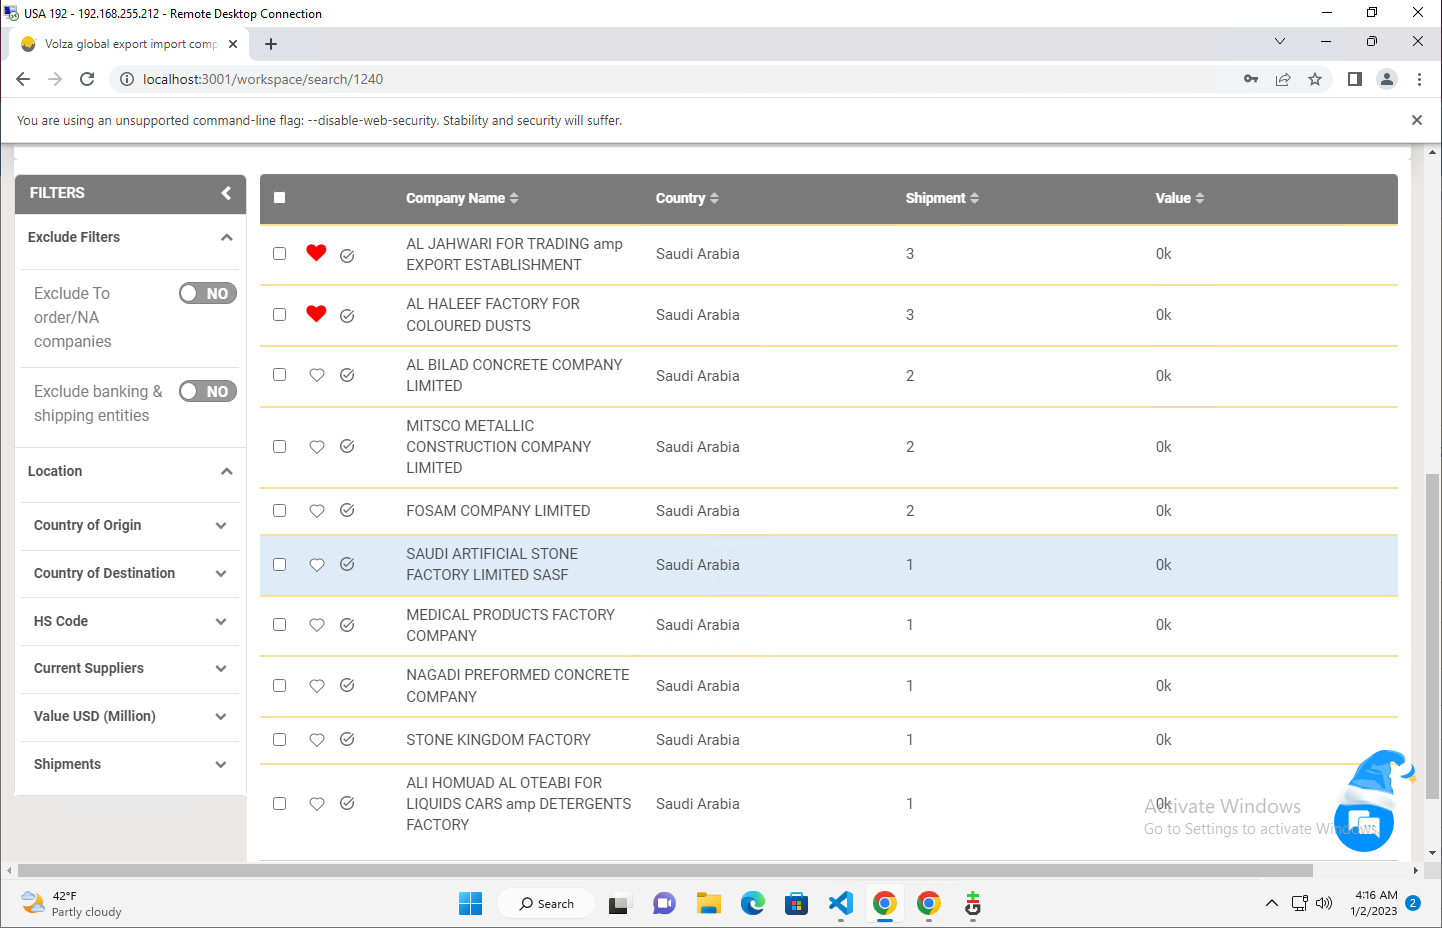 USA 192 - 192.168.255.212 - Remote Desktop Connection
Volza global export import comp
localhost:3001/workspace/search/1240
You are using an unsupported command-line flag: --disable-web-security. Stability and security will suffer.
FILTERS
Exclude Filters
Exclude To order/NA companies NO
Exclude banking & shipping entities NO
Location
Country of Origin
Country of Destination
HS Code
Current Suppliers
Value USD (Million)
Shipments
Company Name Country Shipment Value
AL JAHWARI FOR TRADING amp
EXPORT ESTABLISHMENT Saudi Arabia 3 0k
AL HALEEF FACTORY FOR
COLOURED DUSTS Saudi Arabia 3 0k
AL BILAD CONCRETE COMPANY
LIMITED Saudi Arabia 2 0k
MITSCO METALLIC
CONSTRUCTION COMPANY
LIMITED Saudi Arabia 2 0k
FOSAM COMPANY LIMITED Saudi Arabia 2 0k
SAUDI ARTIFICIAL STONE
FACTORY LIMITED SASF Saudi Arabia 1 0k
MEDICAL PRODUCTS FACTORY
COMPANY Saudi Arabia 1 0k
NAGADI PREFORMED CONCRETE
COMPANY Saudi Arabia 1 0k
STONE KINGDOM FACTORY Saudi Arabia 1 0k
ALI HOMUAD AL OTEABI FOR
LIQUIDS CARS amp DETERGENTS
FACTORY Saudi Arabia 1 0k
Activate Windows
Go to Settings to activate Windows.
42°F
Partly cloudy
Search
4:16 AM
1/2/2023
2